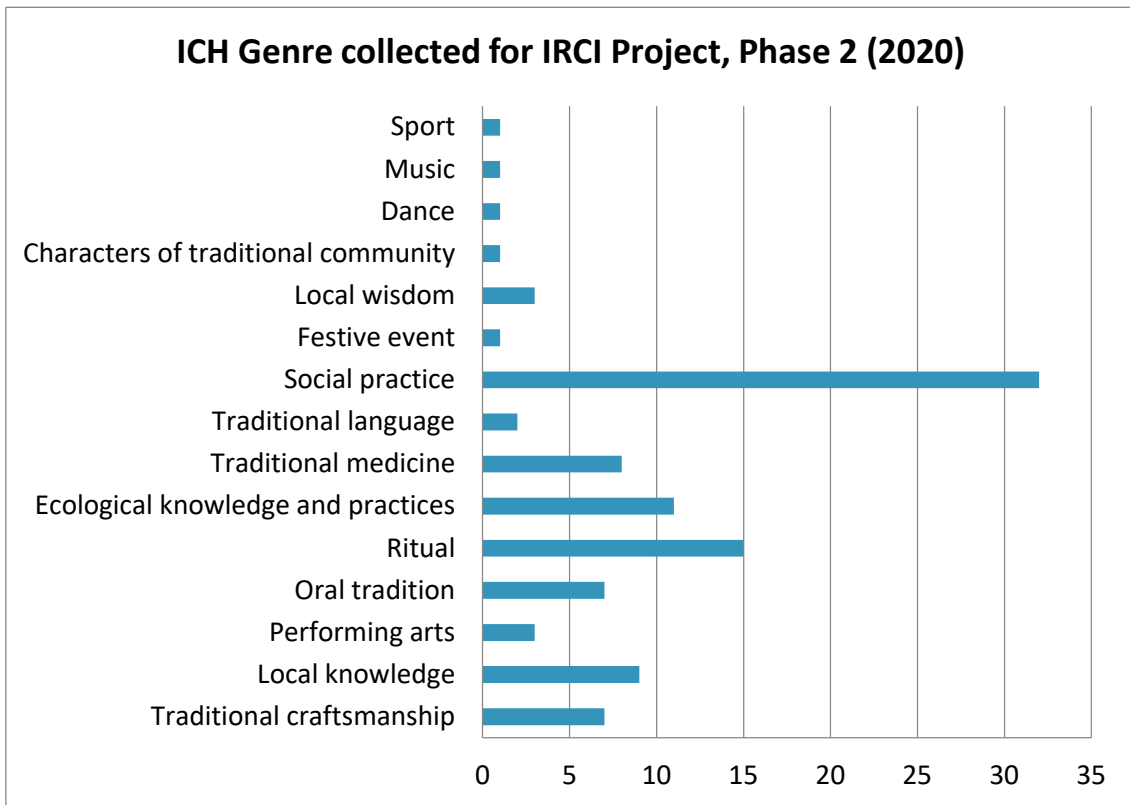 ICH Genre collected for IRCI Project, Phase 2 (2020)
Sport
Music
Dance
Characters of traditional community
Local wisdom
Festive event
Social practice
Traditional language
Traditional medicine
Ecological knowledge and practices
Ritual
Oral tradition
Performing arts
Local knowledge
Traditional craftsmanship
0 5 10 15 20 25 30 35